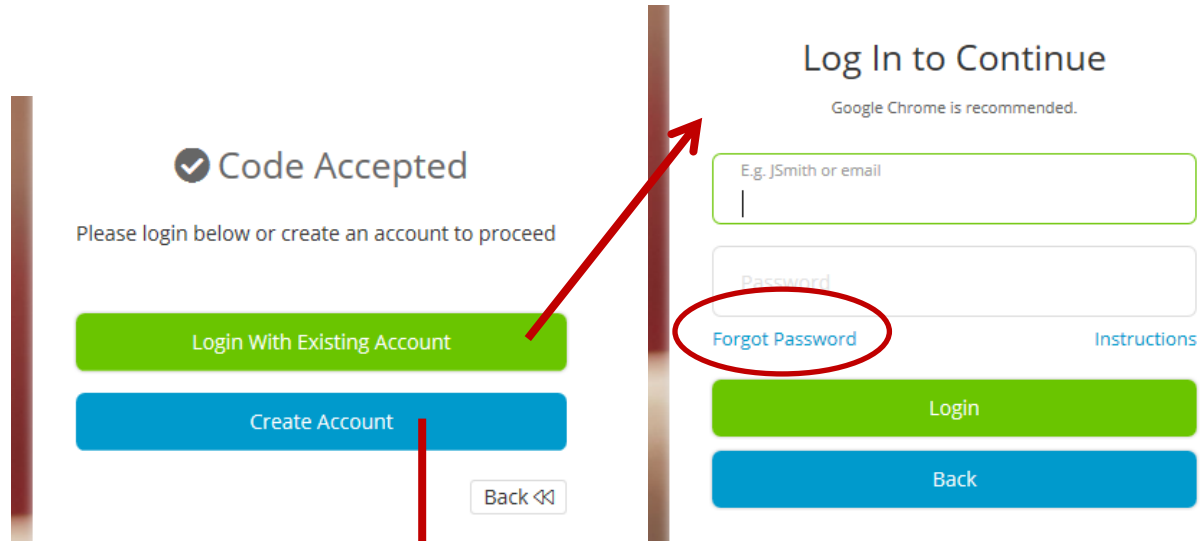 Code Accepted
Please login below or create an account to proceed
Login With Existing Account
Create Account
Back
Log In to Continue
Google Chrome is recommended.
E.g. JSmith or email
Password
Forgot Password
Instructions
Login
Back